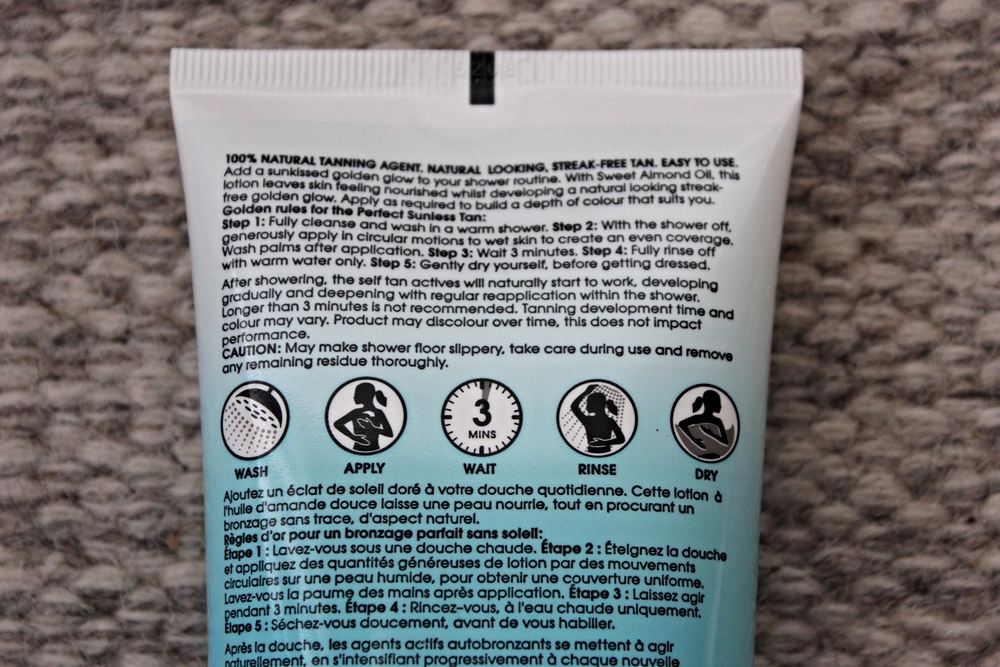 100% NATURAL TANNING AGENT. NATURAL LOOKING, STREAK-FREE TAN. EASY TO USE.
Add a sunkissed golden glow to your shower routine. With Sweet Almond Oil, this
lotion leaves skin feeling nourished whilst developing a natural looking streak-
free golden glow. Apply as required to build a depth of colour that suits you.
Golden rules for the Perfect Sunless Tan:
Step 1: Fully cleanse and wash in a warm shower. Step 2: With the shower off,
generously apply in circular motions to wet skin to create an even coverage.
Wash palms after application. Step 3: Wait 3 minutes. Step 4: Fully rinse off
with warm water only. Step 5: Gently dry yourself, before getting dressed.
After showering, the self tan actives will naturally start to work, developing
gradually and deepening with regular reapplication within the shower.
Longer than 3 minutes is not recommended. Tanning development time and
colour may vary. Product may discolour over time, this does not impact
performance.
CAUTION: May make shower floor slippery, take care during use and remove
any remaining residue thoroughly.
3
MINS
WASH APPLY WAIT RINSE DRY
Ajoutez un éclat de soleil doré à votre douche quotidienne. Cette lotion à
l'huile d'amande douce laisse une peau nourrie, tout en procurant un
bronzage sans trace, d'aspect naturel.
Règles d'or pour un bronzage parfait sans soleil:
Étape 1 : Lavez-vous sous une douche chaude. Étape 2 : Éteignez la douche
et appliquez des quantités généreuses de lotion par des mouvements
circulaires sur une peau humide, pour obtenir une couverture uniforme.
Lavez-vous la paume des mains après application. Étape 3 : Laissez agir
pendant 3 minutes. Étape 4 : Rincez-vous, à l'eau chaude uniquement.
Étape 5 : Séchez-vous doucement, avant de vous habiller.
Après la douche, les agents actifs autobronzants se mettent à agir
naturellement, en s'intensifiant progressivement à chaque nouvelle